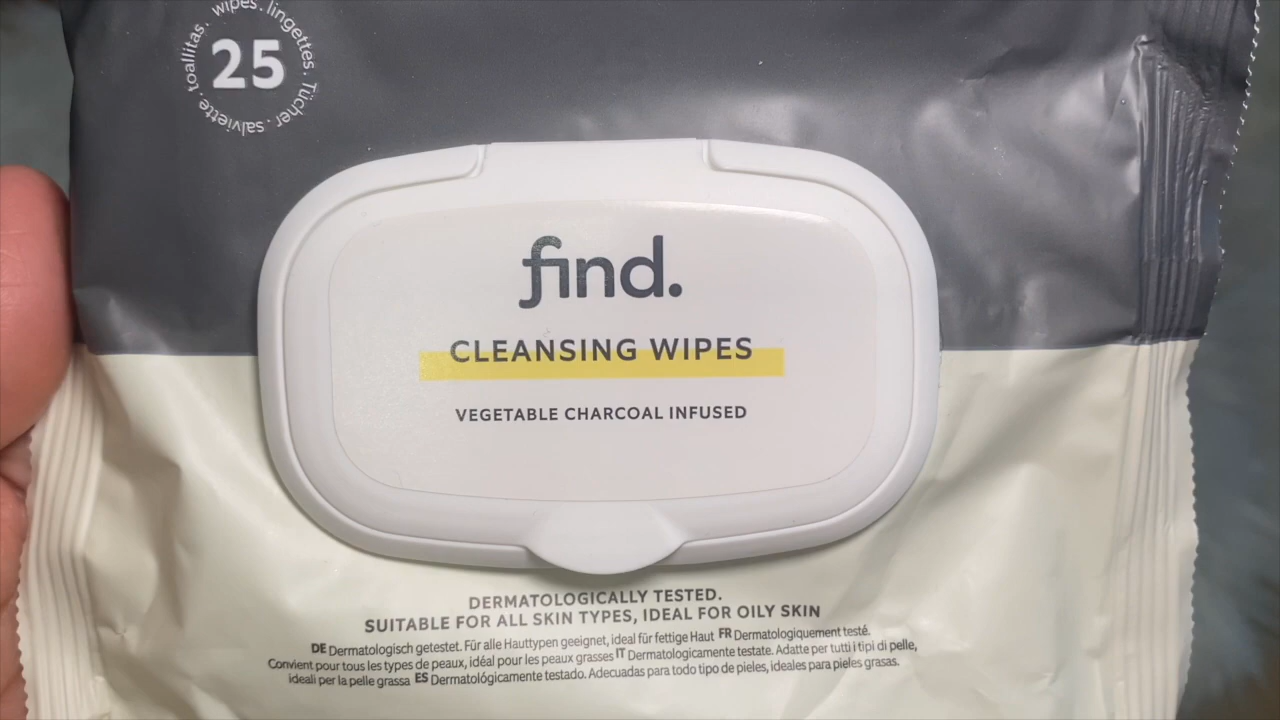 wipes. lingettes. Tücher. salviette. toallitas.
25
find.
CLEANSING WIPES
VEGETABLE CHARCOAL INFUSED
DERMATOLOGICALLY TESTED.
SUITABLE FOR ALL SKIN TYPES, IDEAL FOR OILY SKIN
DE Dermatologisch getestet. Für alle Hauttypen geeignet, ideal für fettige Haut FR Dermatologiquement testé.
Convient pour tous les types de peaux, idéal pour les peaux grasses IT Dermatologicamente testate. Adatte per tutti i tipi di pelle,
ideali per la pelle grassa ES Dermatológicamente testado. Adecuadas para todo tipo de pieles, ideales para pieles grasas.